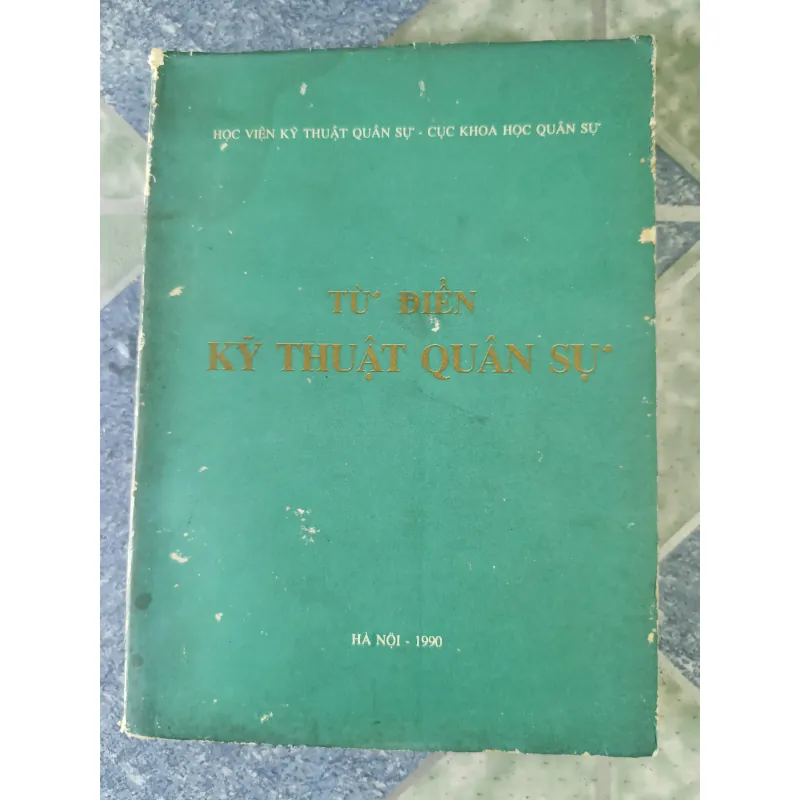 HỌC VIỆN KỸ THUẬT QUÂN SỰ - CỤC KHOA HỌC QUÂN SỰ
TỪ ĐIỂN
KỸ THUẬT QUÂN SỰ
HÀ NỘI - 1990